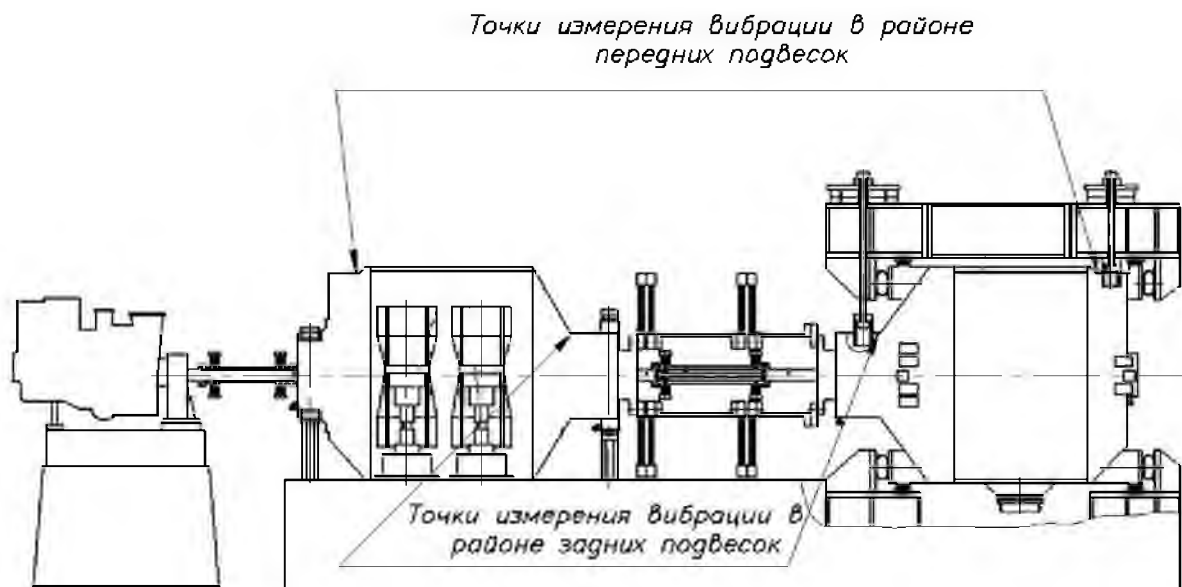 Точки измерения вибрации в районе
передних подвесок
Точки измерения вибрации в
районе задних подвесок